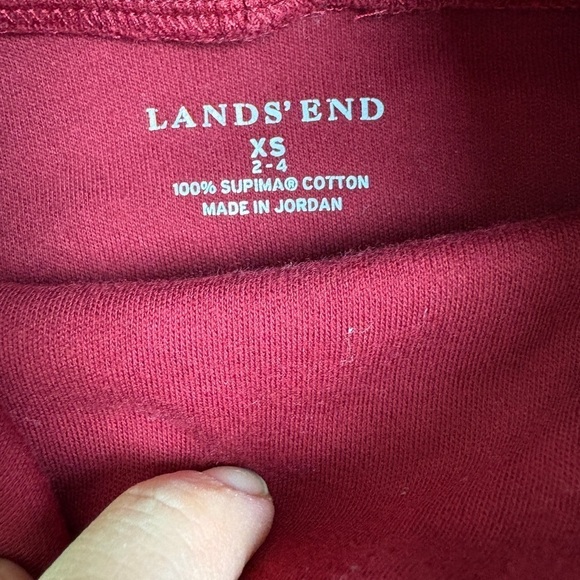 LANDS' END
XS
2-4
100% SUPIMA® COTTON
MADE IN JORDAN